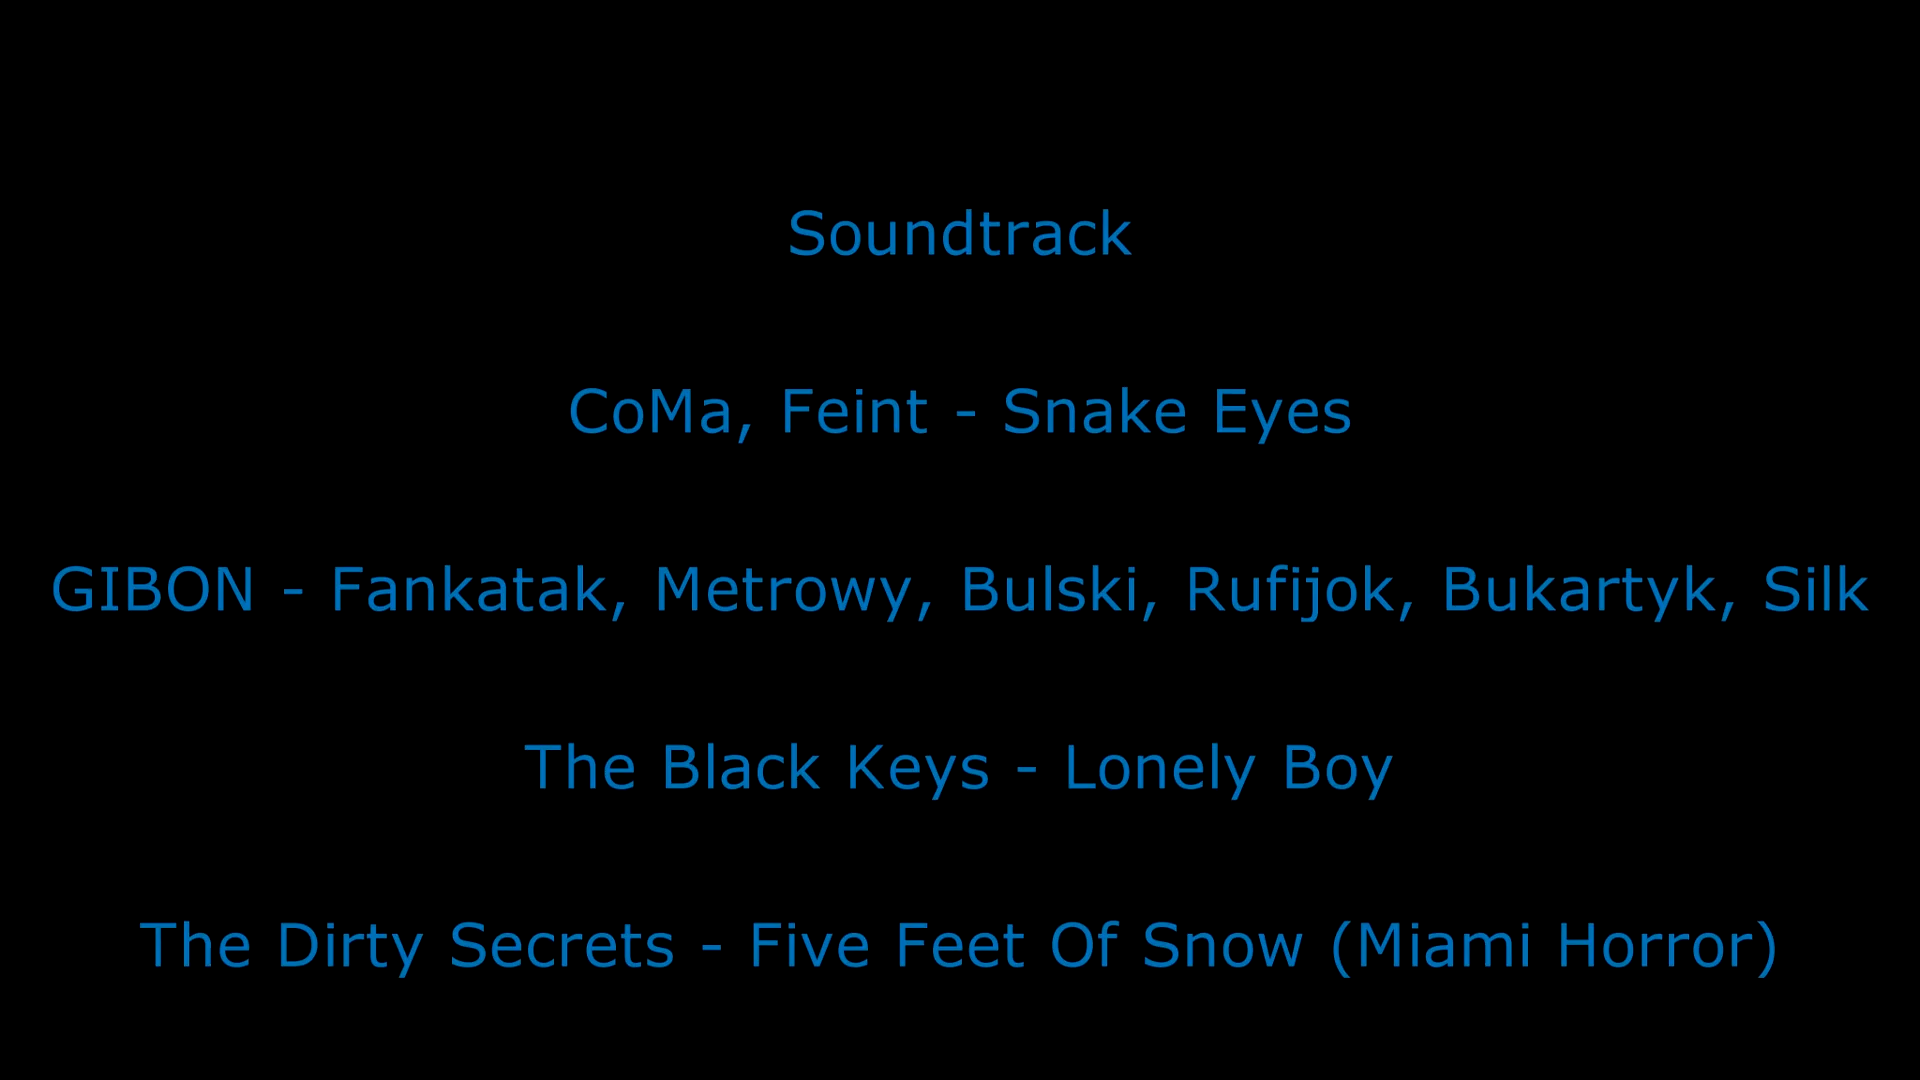 Soundtrack
CoMa, Feint - Snake Eyes
GIBON - Fankatak, Metrowy, Bulski, Rufijok, Bukartyk, Silk
The Black Keys - Lonely Boy
The Dirty Secrets - Five Feet Of Snow (Miami Horror)